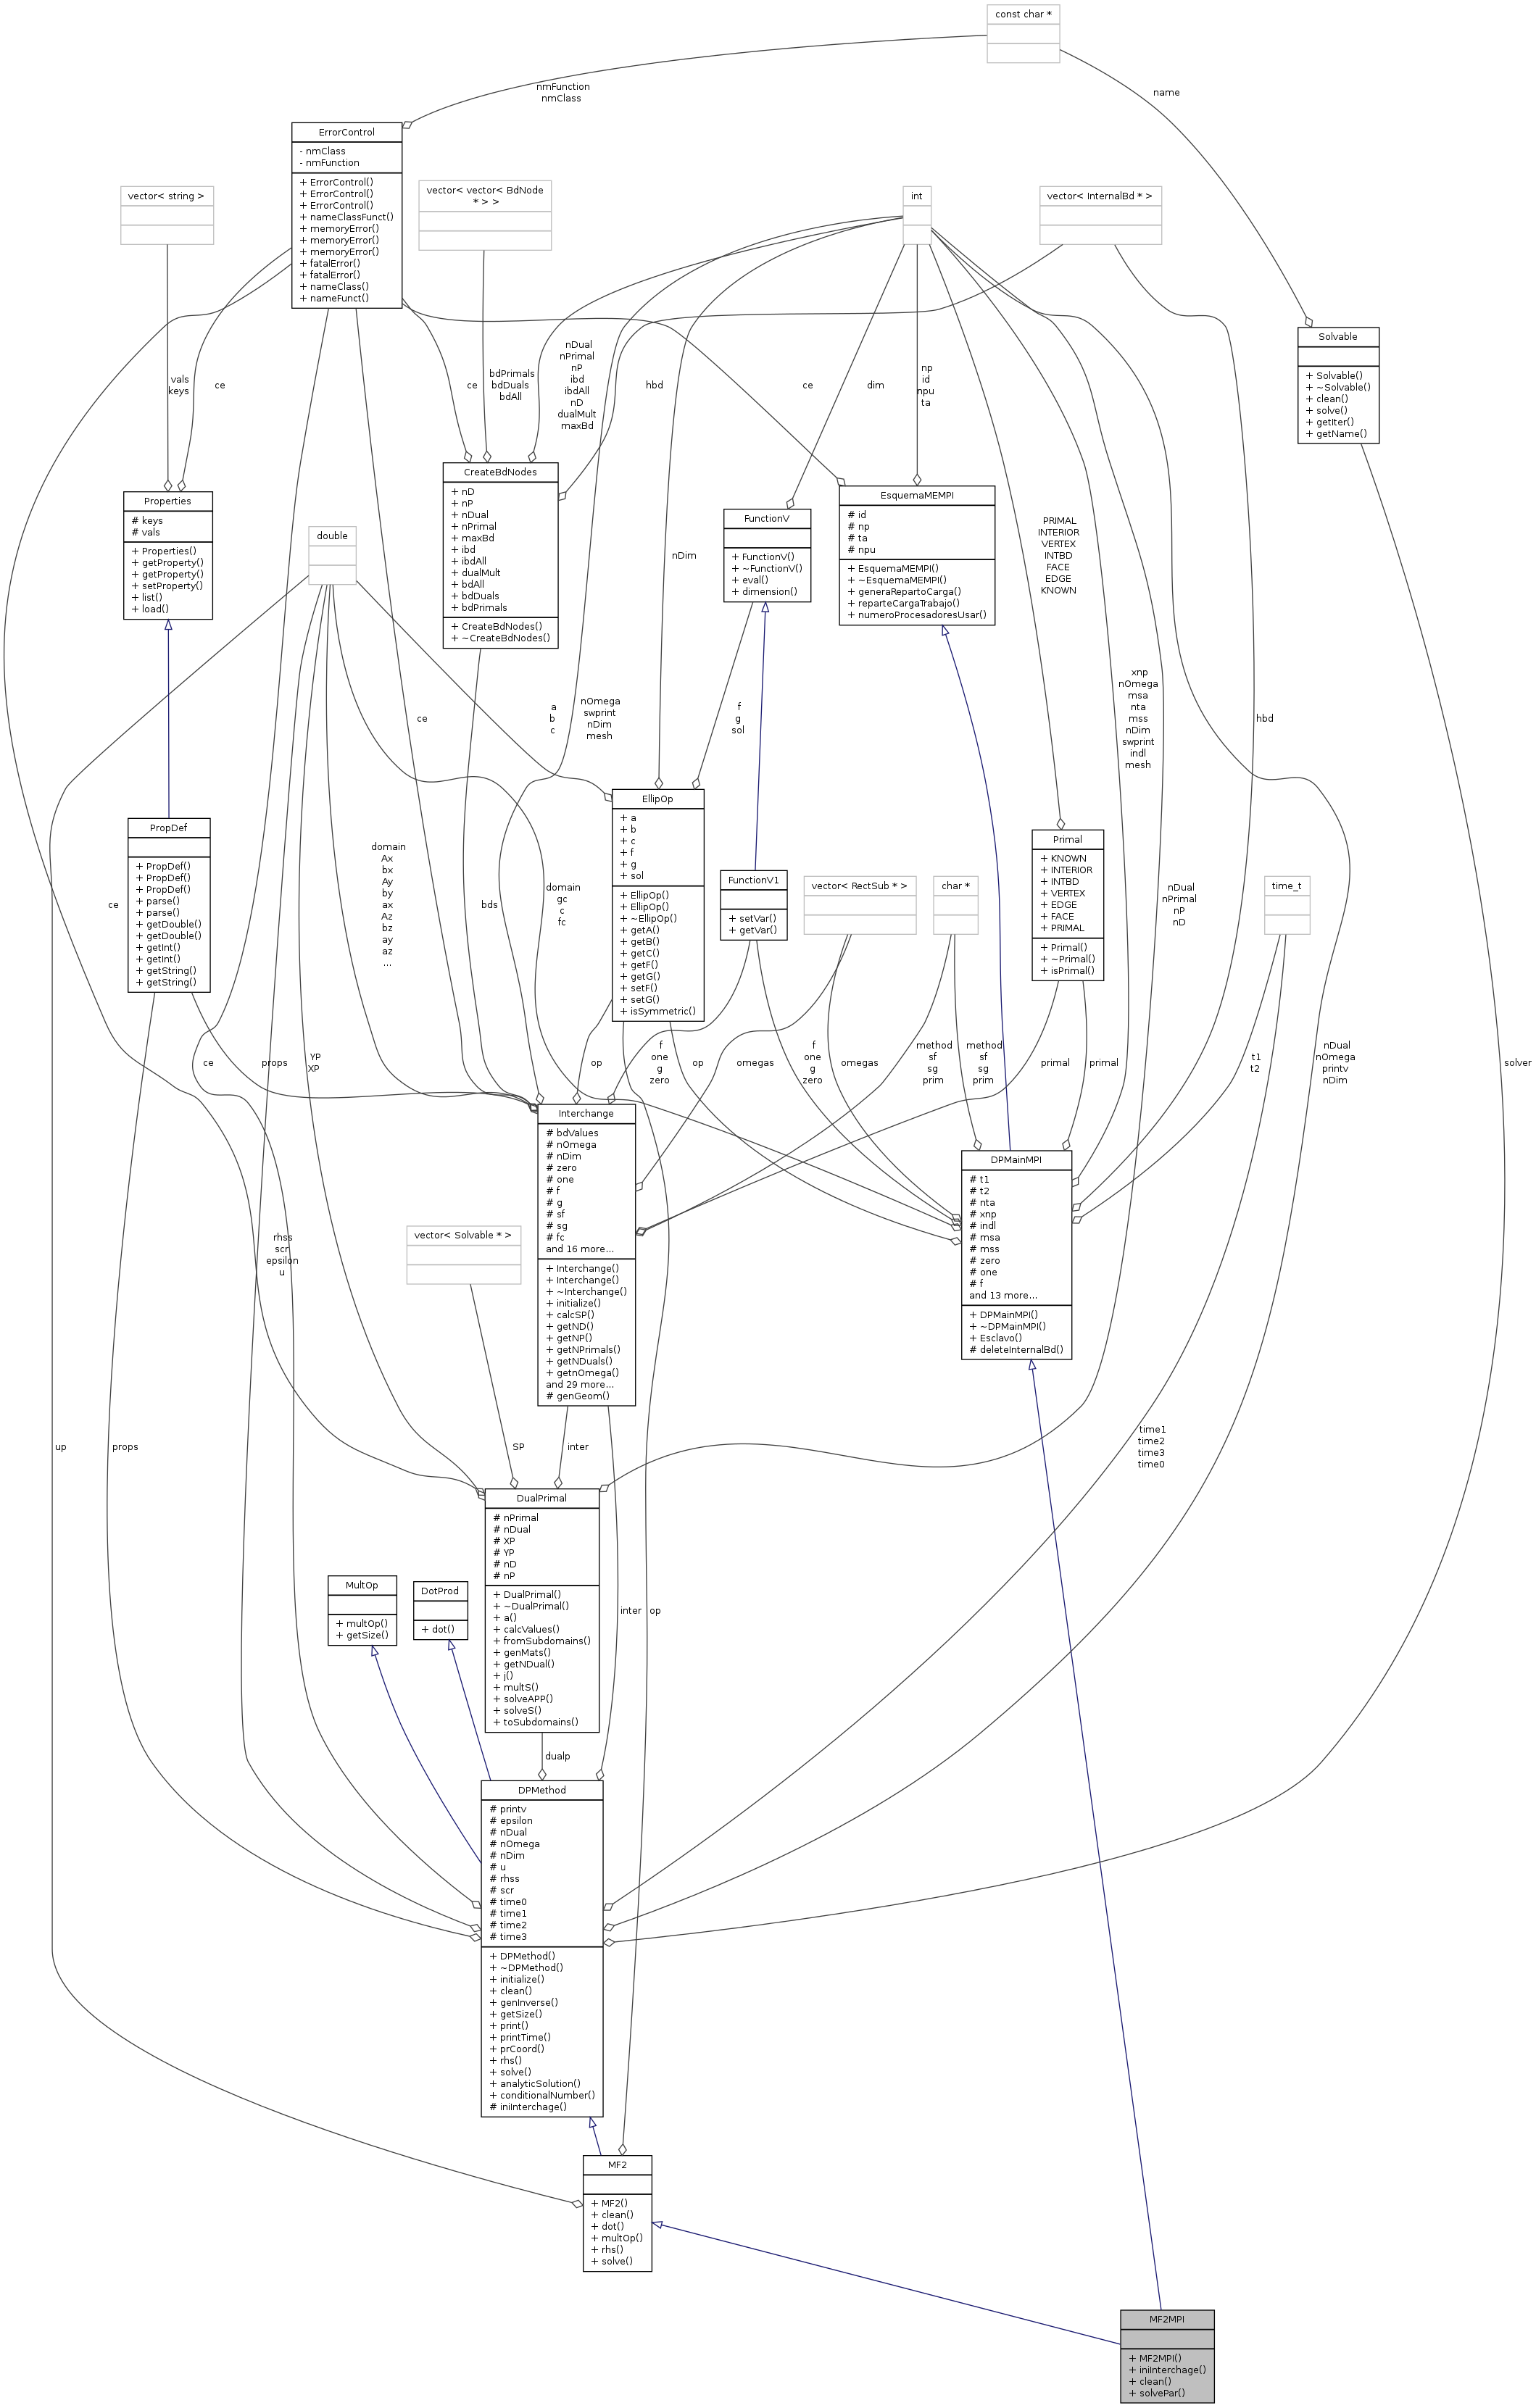 const char *
name
nmFunction
nmClass
ErrorControl
- nmClass
- nmFunction
+ ErrorControl()
+ ErrorControl()
+ ErrorControl()
+ nameClassFunct()
+ memoryError()
+ memoryError()
+ memoryError()
+ fatalError()
+ fatalError()
+ nameClass()
+ nameFunct()
vector< string >
vector< vector< BdNode
* > >
int
vector< InternalBd * >
Solvable
+ Solvable()
+ ~Solvable()
+ clean()
+ solve()
+ getIter()
+ getName()
vals
keys
ce
ce
bdPrimals
bdDuals
bdAll
nDual
nPrimal
nP
ibd
ibdAll
nD
dualMult
maxBd
hbd
ce
dim
np
id
npu
ta
CreateBdNodes
+ nD
+ nP
+ nDual
+ nPrimal
+ maxBd
+ ibd
+ ibdAll
+ dualMult
+ bdAll
+ bdDuals
+ bdPrimals
+ CreateBdNodes()
+ ~CreateBdNodes()
Properties
# keys
# vals
+ Properties()
+ getProperty()
+ getProperty()
+ setProperty()
+ list()
+ load()
double
FunctionV
+ FunctionV()
+ ~FunctionV()
+ eval()
+ dimension()
EsquemaMEMPI
# id
# np
# ta
# npu
+ EsquemaMEMPI()
+ ~EsquemaMEMPI()
+ generaRepartoCarga()
+ reparteCargaTrabajo()
+ numeroProcesadoresUsar()
nDim
PRIMAL
INTERIOR
VERTEX
INTBD
FACE
EDGE
KNOWN
ce
a
b
c
nOmega
swprint
nDim
mesh
f
g
sol
xnp
nOmega
msa
nta
mss
nDim
swprint
indl
mesh
hbd
EllipOp
+ a
+ b
+ c
+ f
+ g
+ sol
+ EllipOp()
+ EllipOp()
+ ~EllipOp()
+ getA()
+ getB()
+ getC()
+ getF()
+ getG()
+ setF()
+ setG()
+ isSymmetric()
PropDef
+ PropDef()
+ PropDef()
+ PropDef()
+ parse()
+ parse()
+ getDouble()
+ getDouble()
+ getInt()
+ getInt()
+ getString()
+ getString()
Primal
+ KNOWN
+ INTERIOR
+ INTBD
+ VERTEX
+ EDGE
+ FACE
+ PRIMAL
+ Primal()
+ ~Primal()
+ isPrimal()
FunctionV1
+ setVar()
+ getVar()
vector< RectSub * >
char *
time_t
ce
domain
Ax
bx
Ay
by
ax
Az
bz
ay
az
...
bds
domain
gc
c
fc
nDual
nPrimal
nP
nD
ce
props
YP
XP
op
f
one
g
zero
op
omegas
f
one
g
zero
omegas
method
sf
sg
prim
method
sf
sg
prim
primal
primal
t1
t2
nDual
nOmega
printv
nDim
solver
Interchange
# bdValues
# nOmega
# nDim
# zero
# one
# f
# g
# sf
# sg
# fc
and 16 more...
+ Interchange()
+ Interchange()
+ ~Interchange()
+ initialize()
+ calcSP()
+ getND()
+ getNP()
+ getNPrimals()
+ getNDuals()
+ getnOmega()
and 29 more...
# genGeom()
DPMainMPI
# t1
# t2
# nta
# xnp
# indl
# msa
# mss
# zero
# one
# f
and 13 more...
+ DPMainMPI()
+ ~DPMainMPI()
+ Esclavo()
# deleteInternalBd()
vector< Solvable * >
rhss
scr
epsilon
u
up
props
SP
inter
time1
time2
time3
time0
DualPrimal
# nPrimal
# nDual
# XP
# YP
# nD
# nP
+ DualPrimal()
+ ~DualPrimal()
+ a()
+ calcValues()
+ fromSubdomains()
+ genMats()
+ getNDual()
+ j()
+ multS()
+ solveAPP()
+ solveS()
+ toSubdomains()
MultOp
+ multOp()
+ getSize()
DotProd
+ dot()
inter
op
dualp
DPMethod
# printv
# epsilon
# nDual
# nOmega
# nDim
# u
# rhss
# scr
# time0
# time1
# time2
# time3
+ DPMethod()
+ ~DPMethod()
+ initialize()
+ clean()
+ genInverse()
+ getSize()
+ print()
+ printTime()
+ prCoord()
+ rhs()
+ solve()
+ analyticSolution()
+ conditionalNumber()
# iniInterchage()
MF2
+ MF2()
+ clean()
+ dot()
+ multOp()
+ rhs()
+ solve()
MF2MPI
+ MF2MPI()
+ iniInterchage()
+ clean()
+ solvePar()